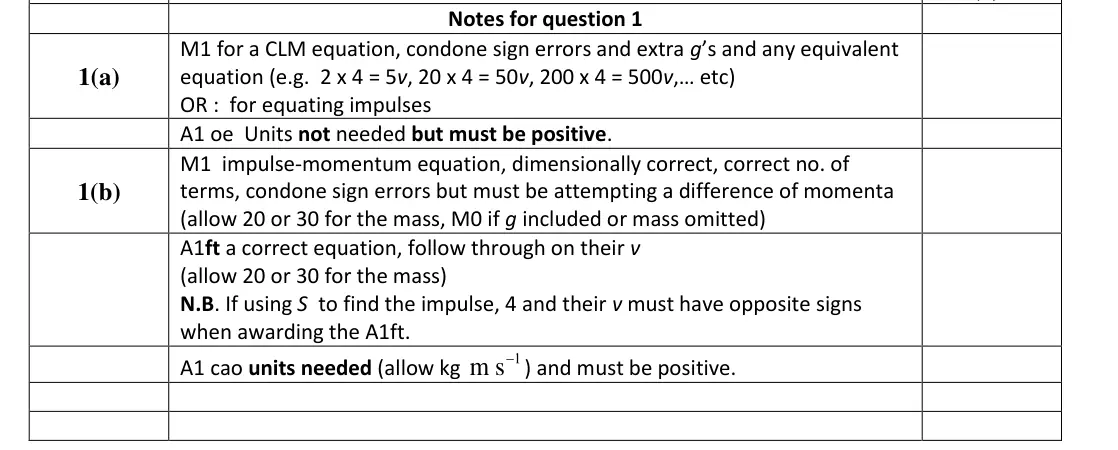 Notes for question 1
1(a)
M1 for a CLM equation, condone sign errors and extra g’s and any equivalent
equation (e.g. 2 x 4 = 5v, 20 x 4 = 50v, 200 x 4 = 500v,… etc)
OR : for equating impulses
A1 oe Units not needed but must be positive.
1(b)
M1 impulse-momentum equation, dimensionally correct, correct no. of
terms, condone sign errors but must be attempting a difference of momenta
(allow 20 or 30 for the mass, M0 if g included or mass omitted)
A1ft a correct equation, follow through on their v
(allow 20 or 30 for the mass)
N.B. If using S to find the impulse, 4 and their v must have opposite signs
when awarding the A1ft.
A1 cao units needed (allow kg m s⁻¹ ) and must be positive.